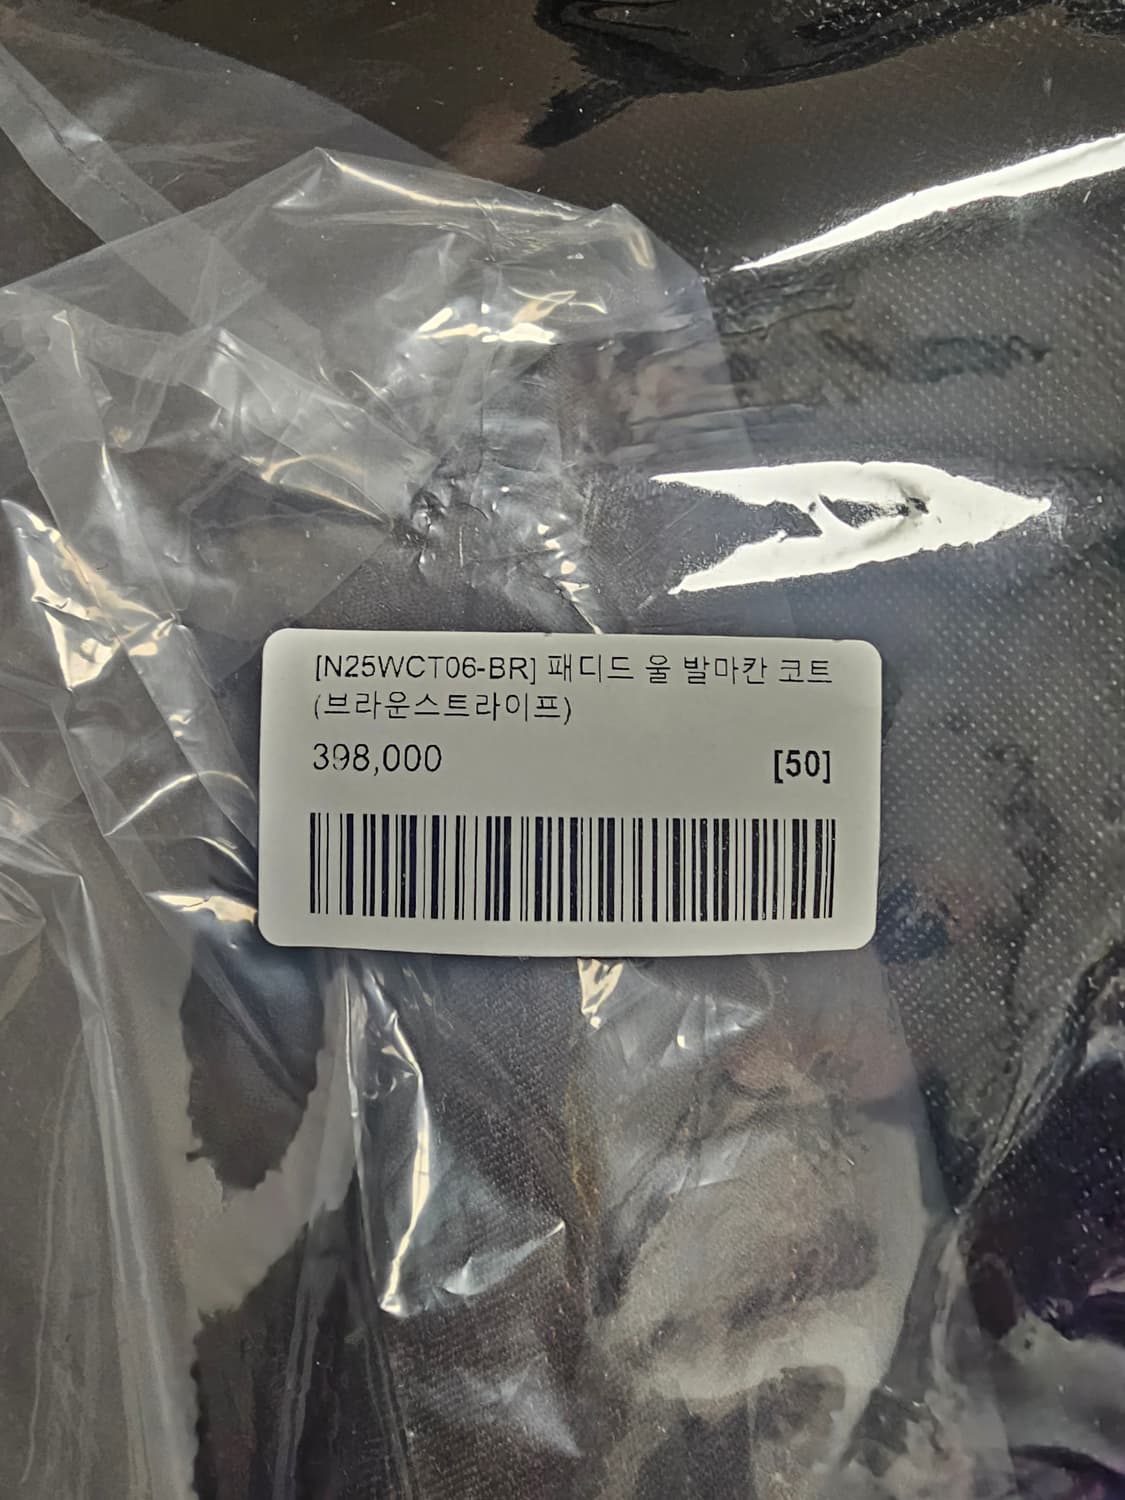 [N25WCT06-BR] 패디드 울 발마칸 코트
(브라운스트라이프)
398,000
[50]